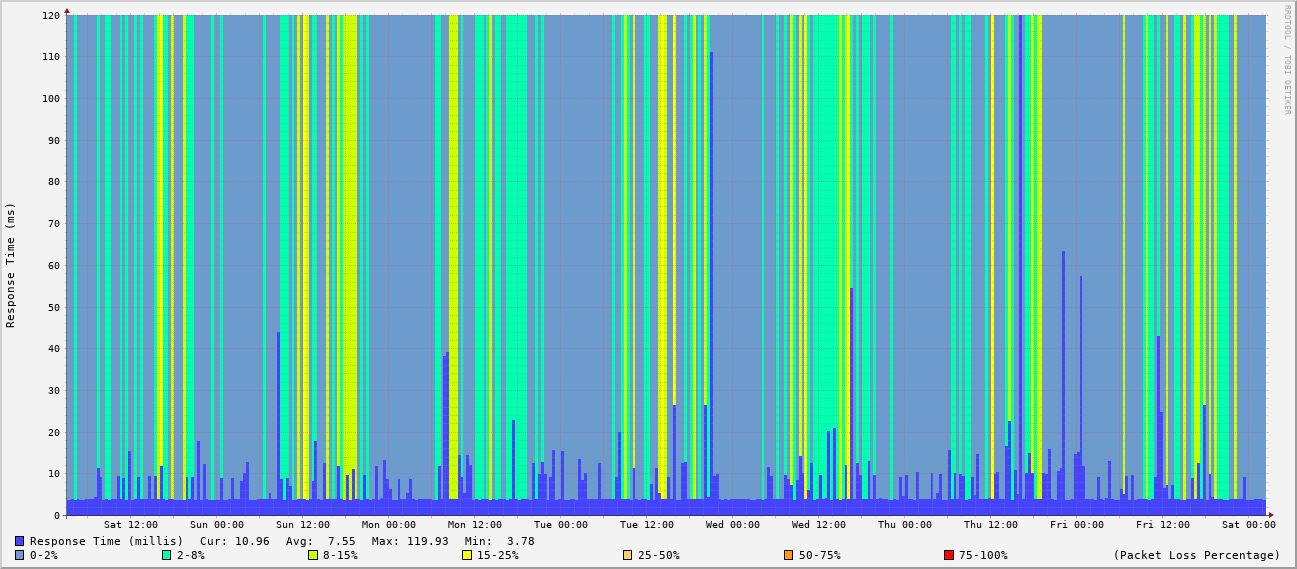 RRDTOOL / TOBI OETIKER
Response Time (ms)
120
110
100
90
80
70
60
50
40
30
20
10
0
Sat 12:00 Sun 00:00 Sun 12:00 Mon 00:00 Mon 12:00 Tue 00:00 Tue 12:00 Wed 00:00 Wed 12:00 Thu 00:00 Thu 12:00 Fri 00:00 Fri 12:00 Sat 00:00
Response Time (millis) Cur: 10.96 Avg: 7.55 Max: 119.93 Min: 3.78
0-2% 2-8% 8-15% 15-25% 25-50% 50-75% 75-100% (Packet Loss Percentage)